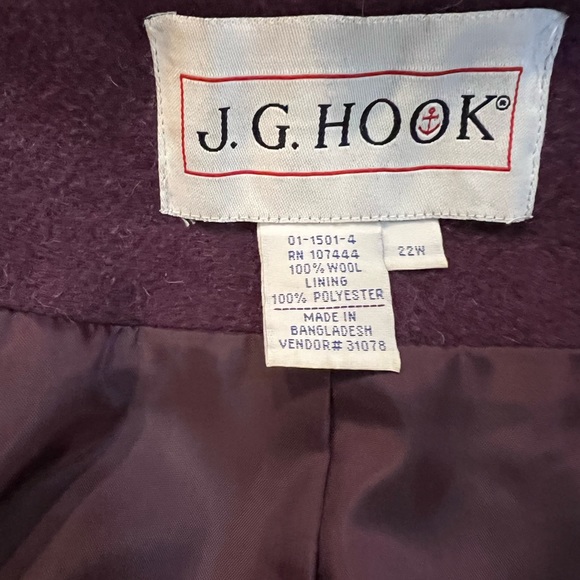 J.G. HOOK®
01-1501-4
RN 107444
100% WOOL
LINING
100% POLYESTER
MADE IN
BANGLADESH
VENDOR# 31078
22W